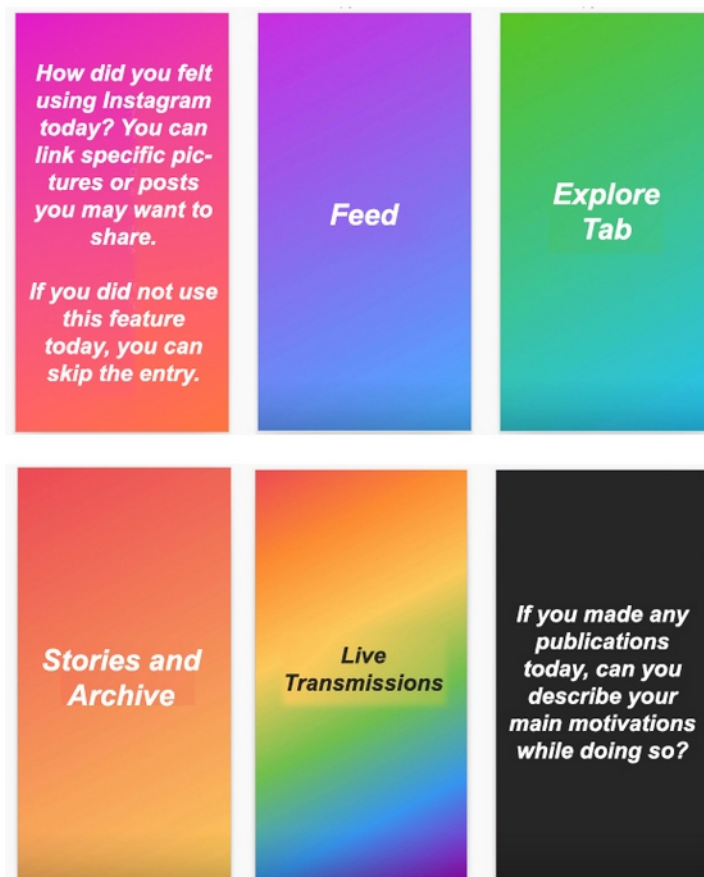 How did you felt
using Instagram
today? You can
link specific pic-
tures or posts
you may want to
share.
If you did not use
this feature
today, you can
skip the entry.
Feed
Explore
Tab
Stories and
Archive
Live
Transmissions
If you made any
publications
today, can you
describe your
main motivations
while doing so?